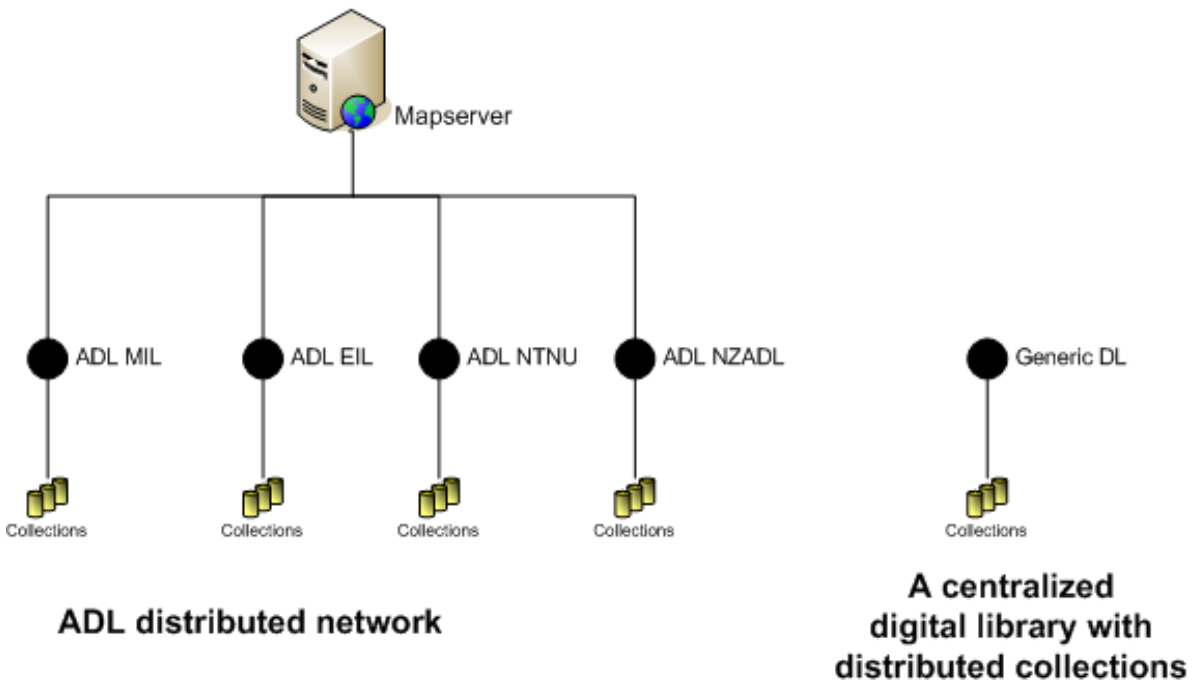 Mapserver
ADL MIL
ADL EIL
ADL NTNU
ADL NZADL
Generic DL
Collections
Collections
Collections
Collections
Collections
ADL distributed network
A centralized
digital library with
distributed collections